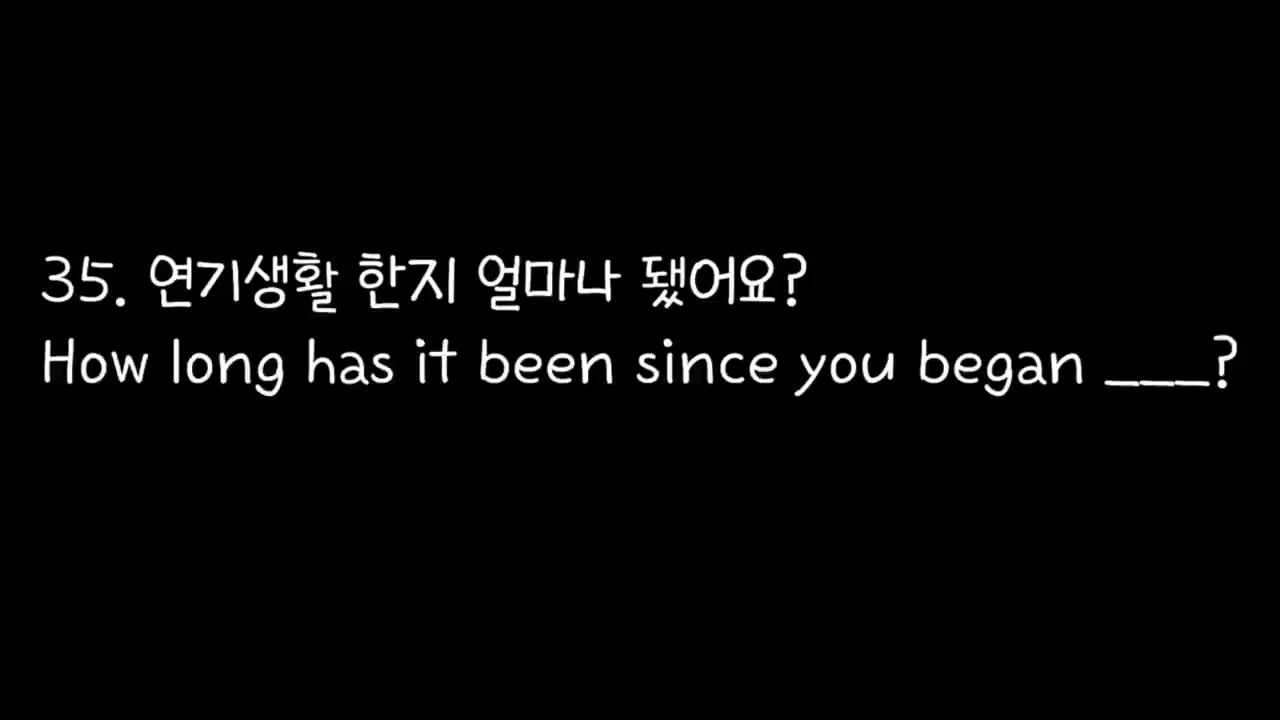 35. 연기생활 한지 얼마나 됐어요?
How long has it been since you began ___?